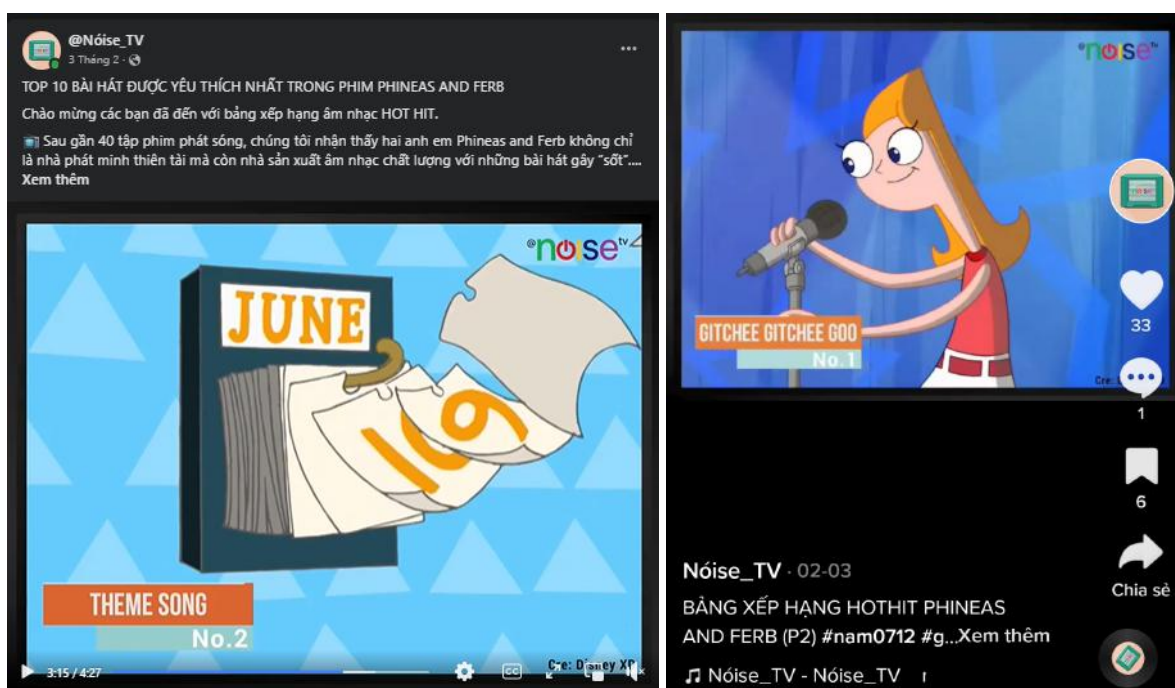 @Nóise_TV
3 Tháng 2 ·
TOP 10 BÀI HÁT ĐƯỢC YÊU THÍCH NHẤT TRONG PHIM PHINEAS AND FERB
Chào mừng các bạn đã đến với bảng xếp hạng âm nhạc HOT HIT.
Sau gần 40 tập phim phát sóng, chúng tôi nhận thấy hai anh em Phineas and Ferb không chỉ
là nhà phát minh thiên tài mà còn nhà sản xuất âm nhạc chất lượng với những bài hát gây "sốt"....
Xem thêm
@noise tv
JUNE
16
THEME SONG
No.2
3:15 / 4:27
CC
Cre: Disney XD
@noise tv
GITCHEE GITCHEE GOO
No.1
Cre:
33
1
6
Chia sẻ
Nóise_TV · 02-03
BẢNG XẾP HẠNG HOTHIT PHINEAS
AND FERB (P2) #nam0712 #g...Xem thêm
Nóise_TV - Nóise_TV